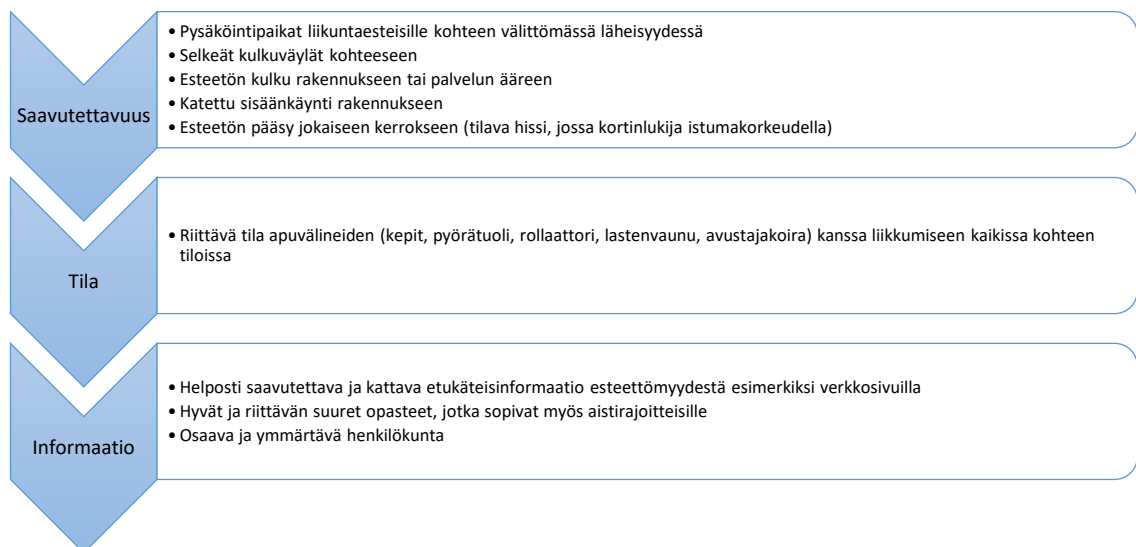 Saavutettavuus
• Pysäköintipaikat liikuntaesteisille kohteen välittömässä läheisyydessä
• Selkeät kulkuväylät kohteeseen
• Esteetön kulku rakennukseen tai palvelun ääreen
• Katettu sisäänkäynti rakennukseen
• Esteetön pääsy jokaiseen kerrokseen (tilava hissi, jossa kortinlukija istumakorkeudella)
Tila
• Riittävä tila apuvälineiden (kepit, pyörätuoli, rollaattori, lastenvaunu, avustajakoira) kanssa liikkumiseen kaikissa kohteen
tiloissa
Informaatio
• Helposti saavutettava ja kattava etukäteisinformaatio esteettömyydestä esimerkiksi verkkosivuilla
• Hyvät ja riittävän suuret opasteet, jotka sopivat myös aistirajoitteisille
• Osaava ja ymmärtävä henkilökunta